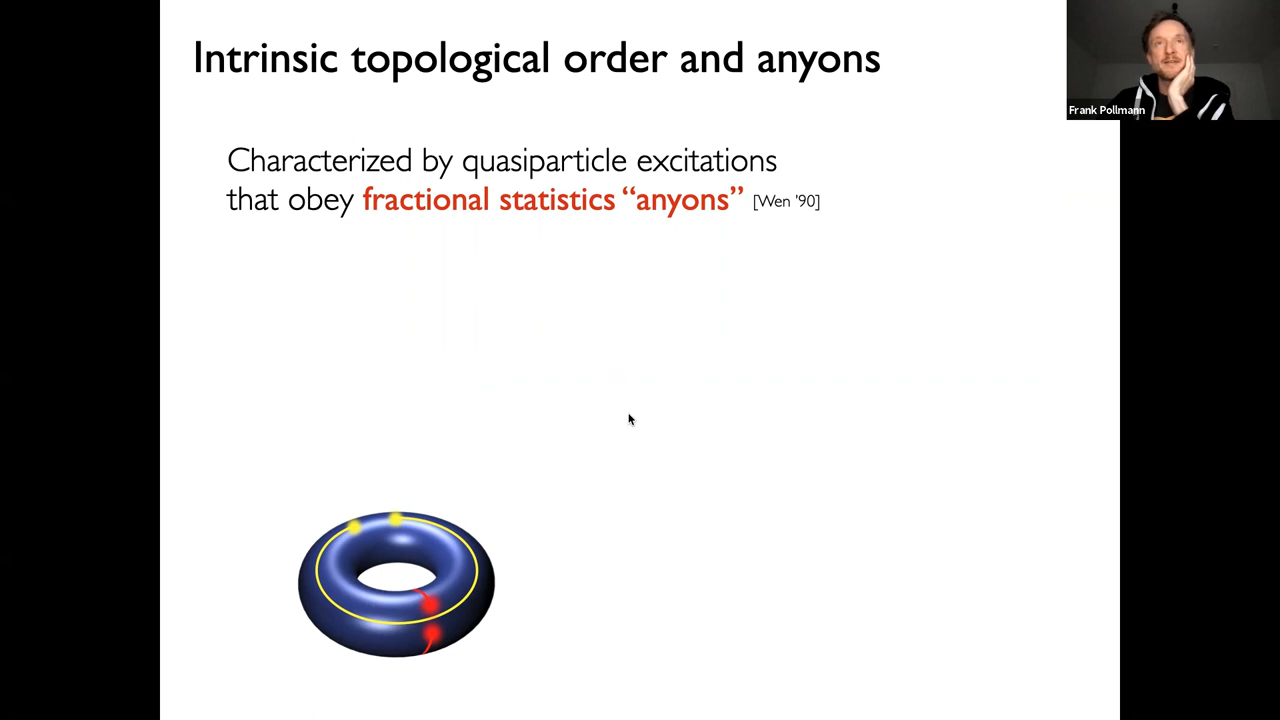 Intrinsic topological order and anyons
Frank Pollmann
Characterized by quasiparticle excitations
that obey fractional statistics “anyons” [Wen ’90]